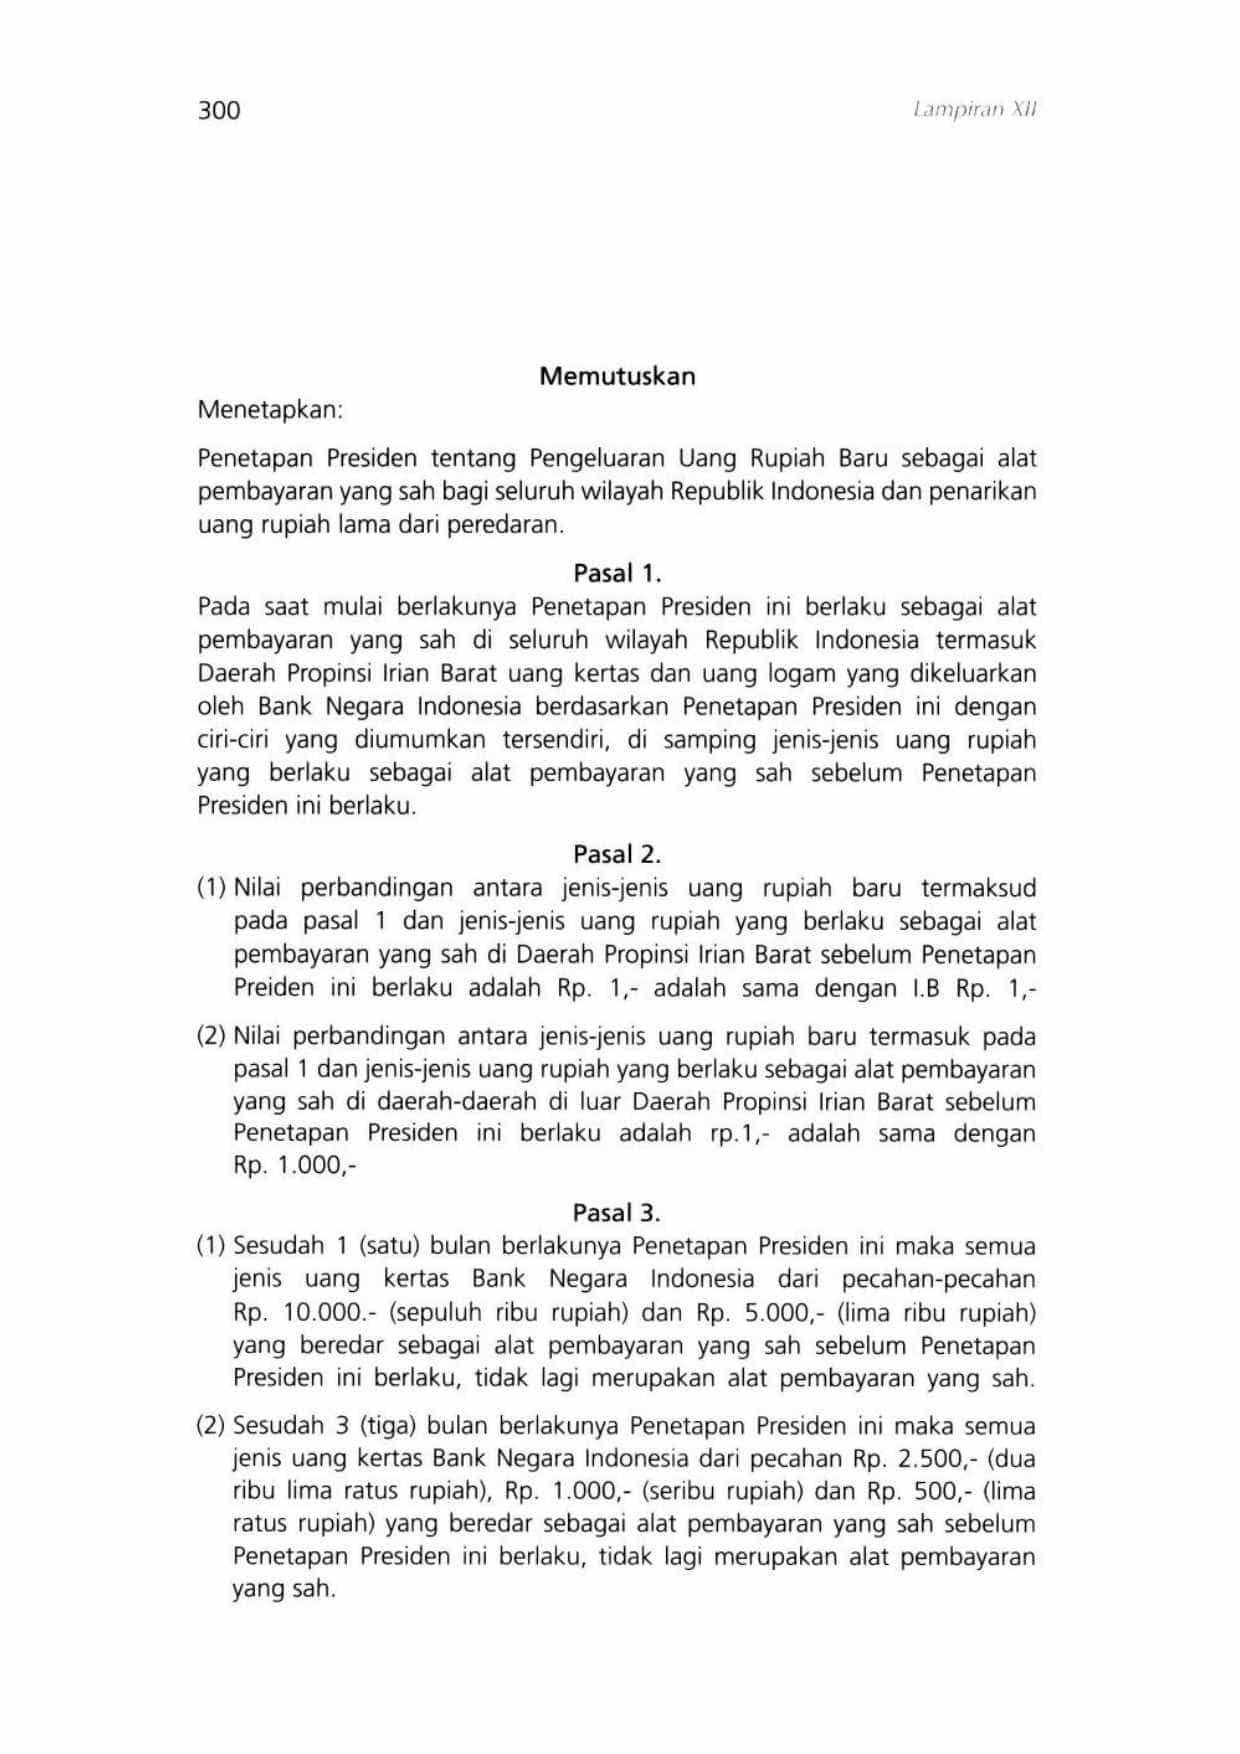 300
Lampiran XII
Memutuskan
Menetapkan:
Penetapan Presiden tentang Pengeluaran Uang Rupiah Baru sebagai alat
pembayaran yang sah bagi seluruh wilayah Republik Indonesia dan penarikan
uang rupiah lama dari peredaran.
Pasal 1.
Pada saat mulai berlakunya Penetapan Presiden ini berlaku sebagai alat
pembayaran yang sah di seluruh wilayah Republik Indonesia termasuk
Daerah Propinsi Irian Barat uang kertas dan uang logam yang dikeluarkan
oleh Bank Negara Indonesia berdasarkan Penetapan Presiden ini dengan
ciri-ciri yang diumumkan tersendiri, di samping jenis-jenis uang rupiah
yang berlaku sebagai alat pembayaran yang sah sebelum Penetapan
Presiden ini berlaku.
Pasal 2.
(1) Nilai perbandingan antara jenis-jenis uang rupiah baru termaksud
pada pasal 1 dan jenis-jenis uang rupiah yang berlaku sebagai alat
pembayaran yang sah di Daerah Propinsi Irian Barat sebelum Penetapan
Preiden ini berlaku adalah Rp. 1,- adalah sama dengan I.B Rp. 1,-
(2) Nilai perbandingan antara jenis-jenis uang rupiah baru termasuk pada
pasal 1 dan jenis-jenis uang rupiah yang berlaku sebagai alat pembayaran
yang sah di daerah-daerah di luar Daerah Propinsi Irian Barat sebelum
Penetapan Presiden ini berlaku adalah rp.1,- adalah sama dengan
Rp. 1.000,-
Pasal 3.
(1) Sesudah 1 (satu) bulan berlakunya Penetapan Presiden ini maka semua
jenis uang kertas Bank Negara Indonesia dari pecahan-pecahan
Rp. 10.000.- (sepuluh ribu rupiah) dan Rp. 5.000,- (lima ribu rupiah)
yang beredar sebagai alat pembayaran yang sah sebelum Penetapan
Presiden ini berlaku, tidak lagi merupakan alat pembayaran yang sah.
(2) Sesudah 3 (tiga) bulan berlakunya Penetapan Presiden ini maka semua
jenis uang kertas Bank Negara Indonesia dari pecahan Rp. 2.500,- (dua
ribu lima ratus rupiah), Rp. 1.000,- (seribu rupiah) dan Rp. 500,- (lima
ratus rupiah) yang beredar sebagai alat pembayaran yang sah sebelum
Penetapan Presiden ini berlaku, tidak lagi merupakan alat pembayaran
yang sah.